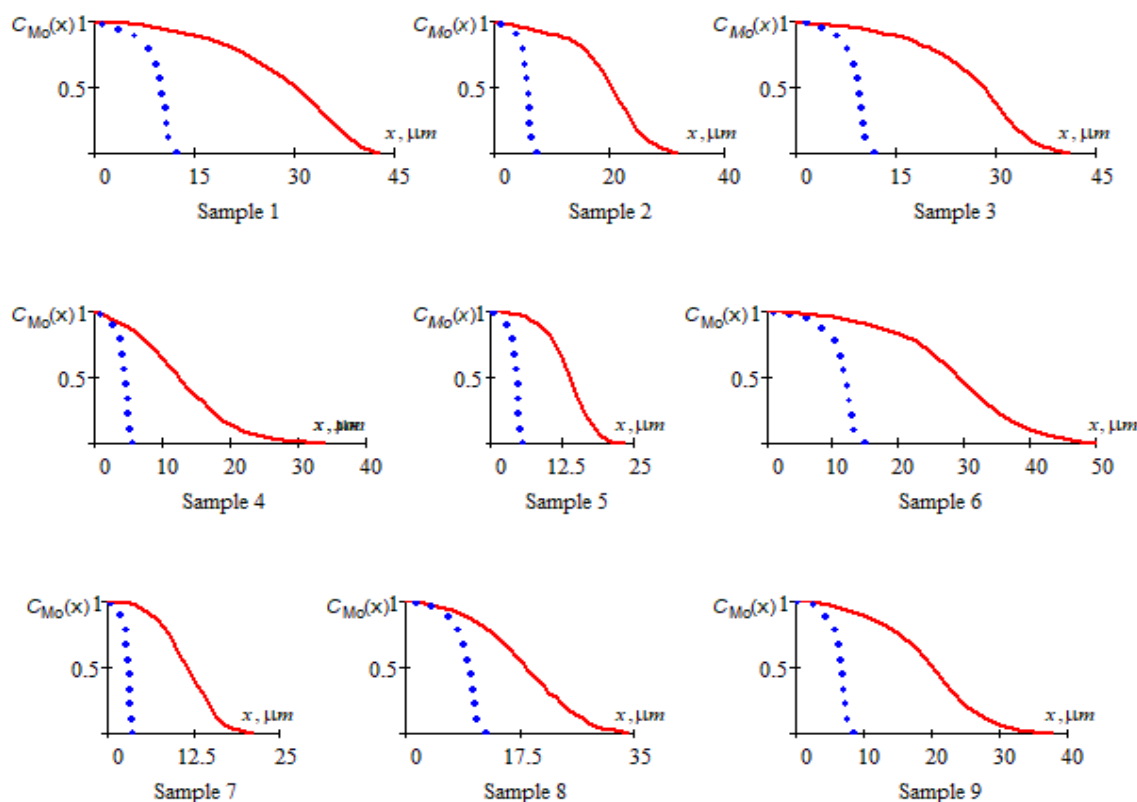 C_Mo(x) 1 C_Mo(x) 1 C_Mo(x) 1
0.5 0.5 0.5
x, μm x, μm x, μm
0 15 30 45 0 20 40 0 15 30 45
Sample 1 Sample 2 Sample 3
C_Mo(x) 1 C_Mo(x) 1 C_Mo(x) 1
0.5 0.5 0.5
x, μm x, μm x, μm
0 10 20 30 40 0 12.5 25 0 10 20 30 40 50
Sample 4 Sample 5 Sample 6
C_Mo(x) 1 C_Mo(x) 1 C_Mo(x) 1
0.5 0.5 0.5
x, μm x, μm x, μm
0 12.5 25 0 17.5 35 0 10 20 30 40
Sample 7 Sample 8 Sample 9